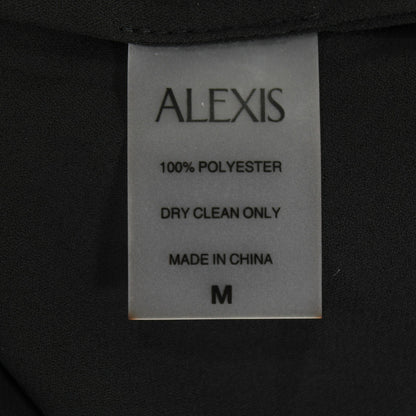 ALEXIS
100% POLYESTER
DRY CLEAN ONLY
MADE IN CHINA
M